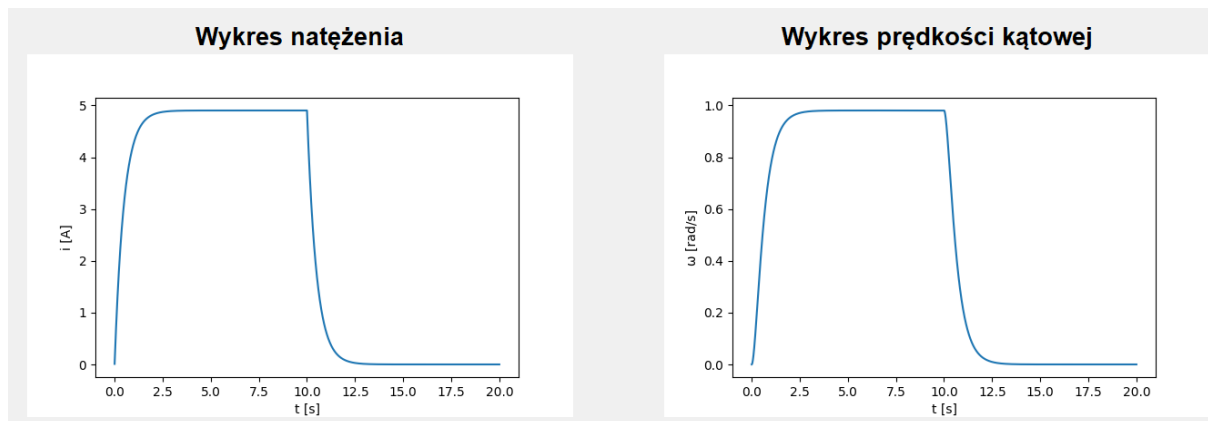 Wykres natężenia
5
4
3
2
1
0
i [A]
0.0 2.5 5.0 7.5 10.0 12.5 15.0 17.5 20.0
t [s]
Wykres prędkości kątowej
1.0
0.8
0.6
0.4
0.2
0.0
ω [rad/s]
0.0 2.5 5.0 7.5 10.0 12.5 15.0 17.5 20.0
t [s]